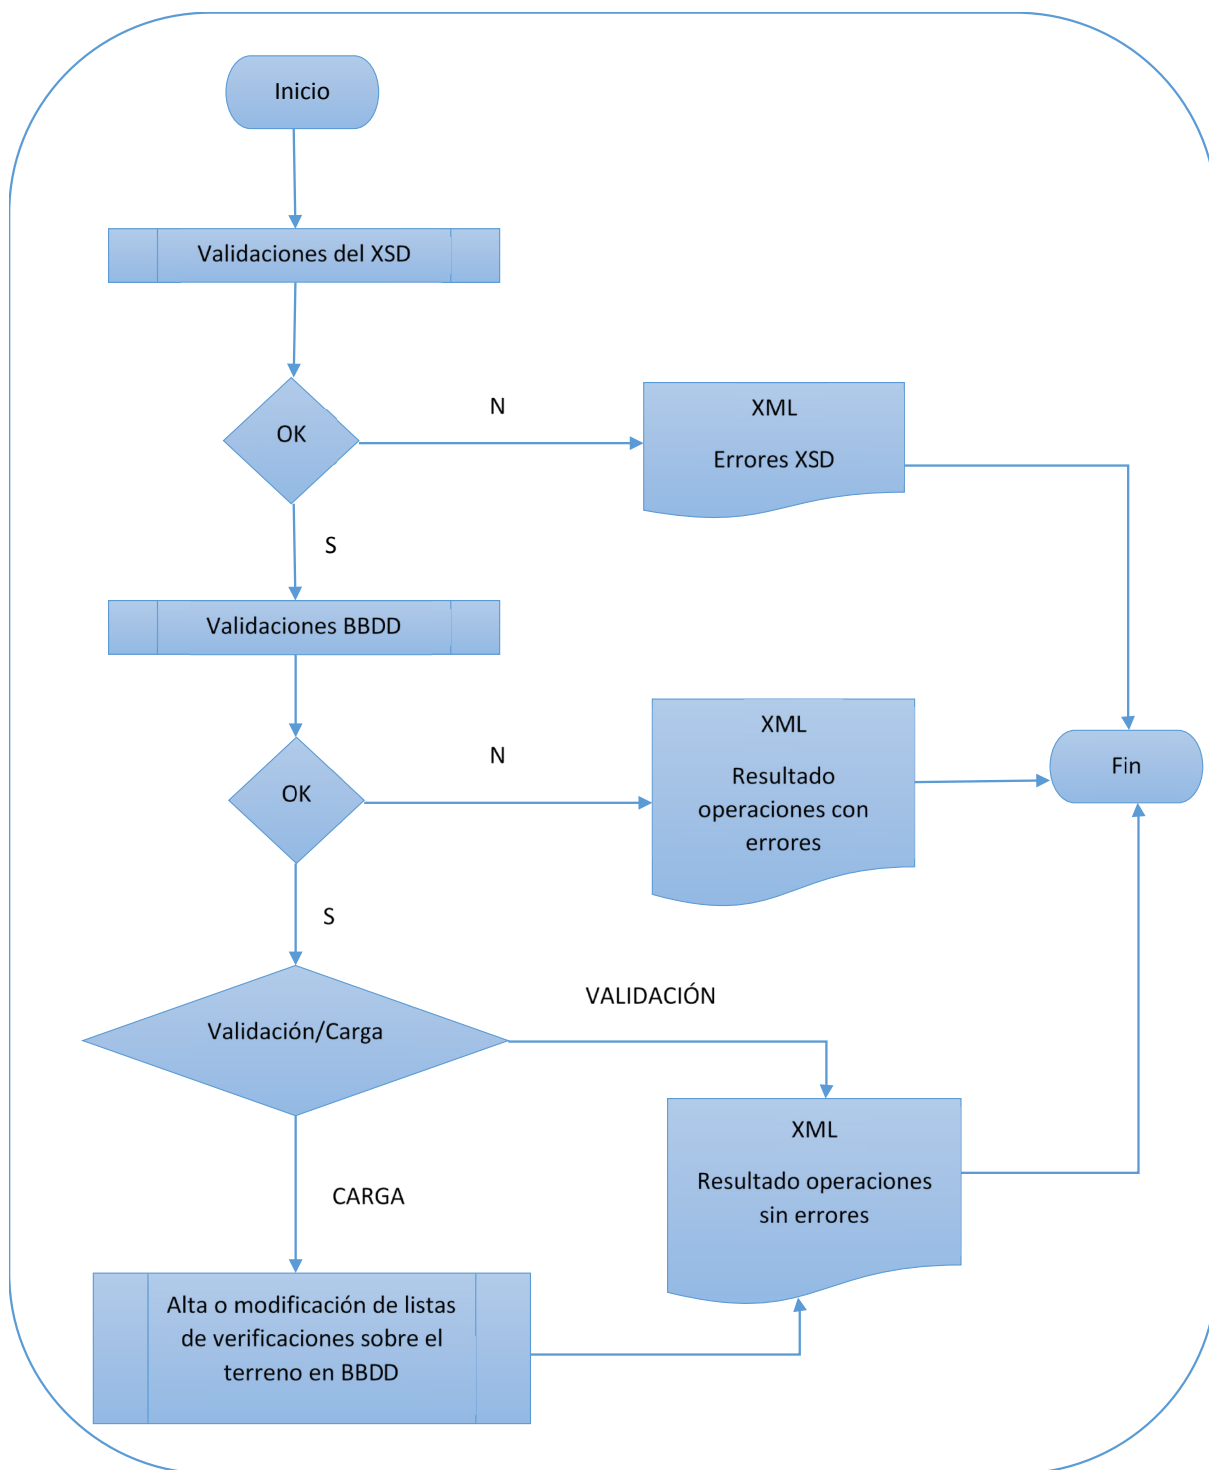 Inicio
Validaciones del XSD
OK
N
XML
Errores XSD
S
Validaciones BBDD
OK
N
XML
Resultado
operaciones con
errores
Fin
S
Validación/Carga
VALIDACIÓN
XML
Resultado operaciones
sin errores
CARGA
Alta o modificación de listas
de verificaciones sobre el
terreno en BBDD